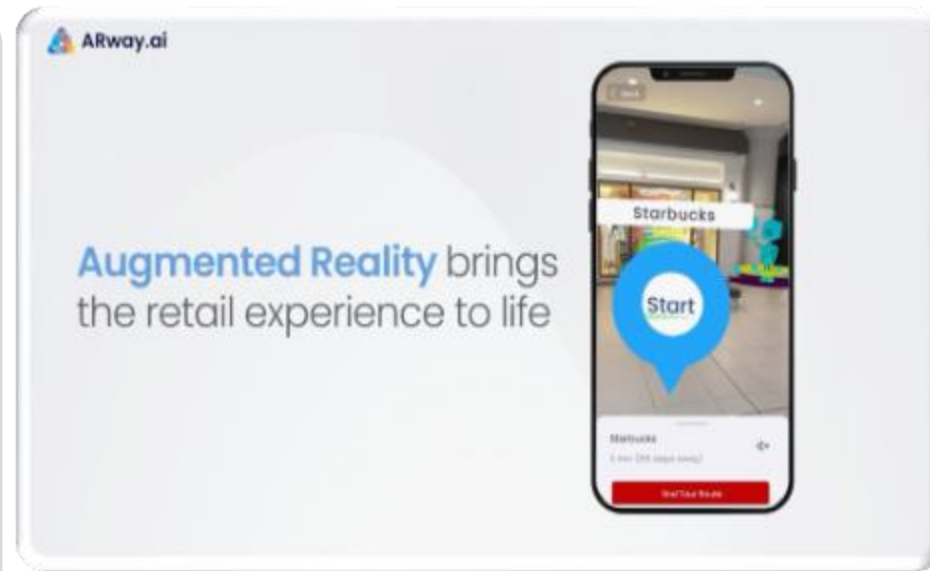 ARway.ai
Augmented Reality brings
the retail experience to life
Starbucks
Start
Starbucks